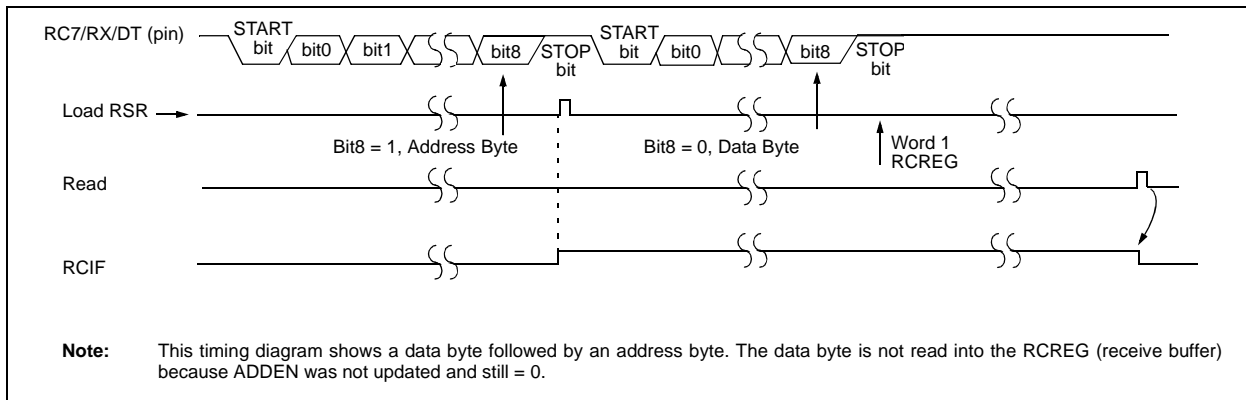 RC7/RX/DT (pin)
START
bit
bit0
bit1
bit8
STOP
bit
START
bit
bit0
bit8
STOP
bit
Load RSR
Bit8 = 1, Address Byte
Bit8 = 0, Data Byte
Word 1
RCREG
Read
RCIF
Note: This timing diagram shows a data byte followed by an address byte. The data byte is not read into the RCREG (receive buffer)
because ADDEN was not updated and still = 0.